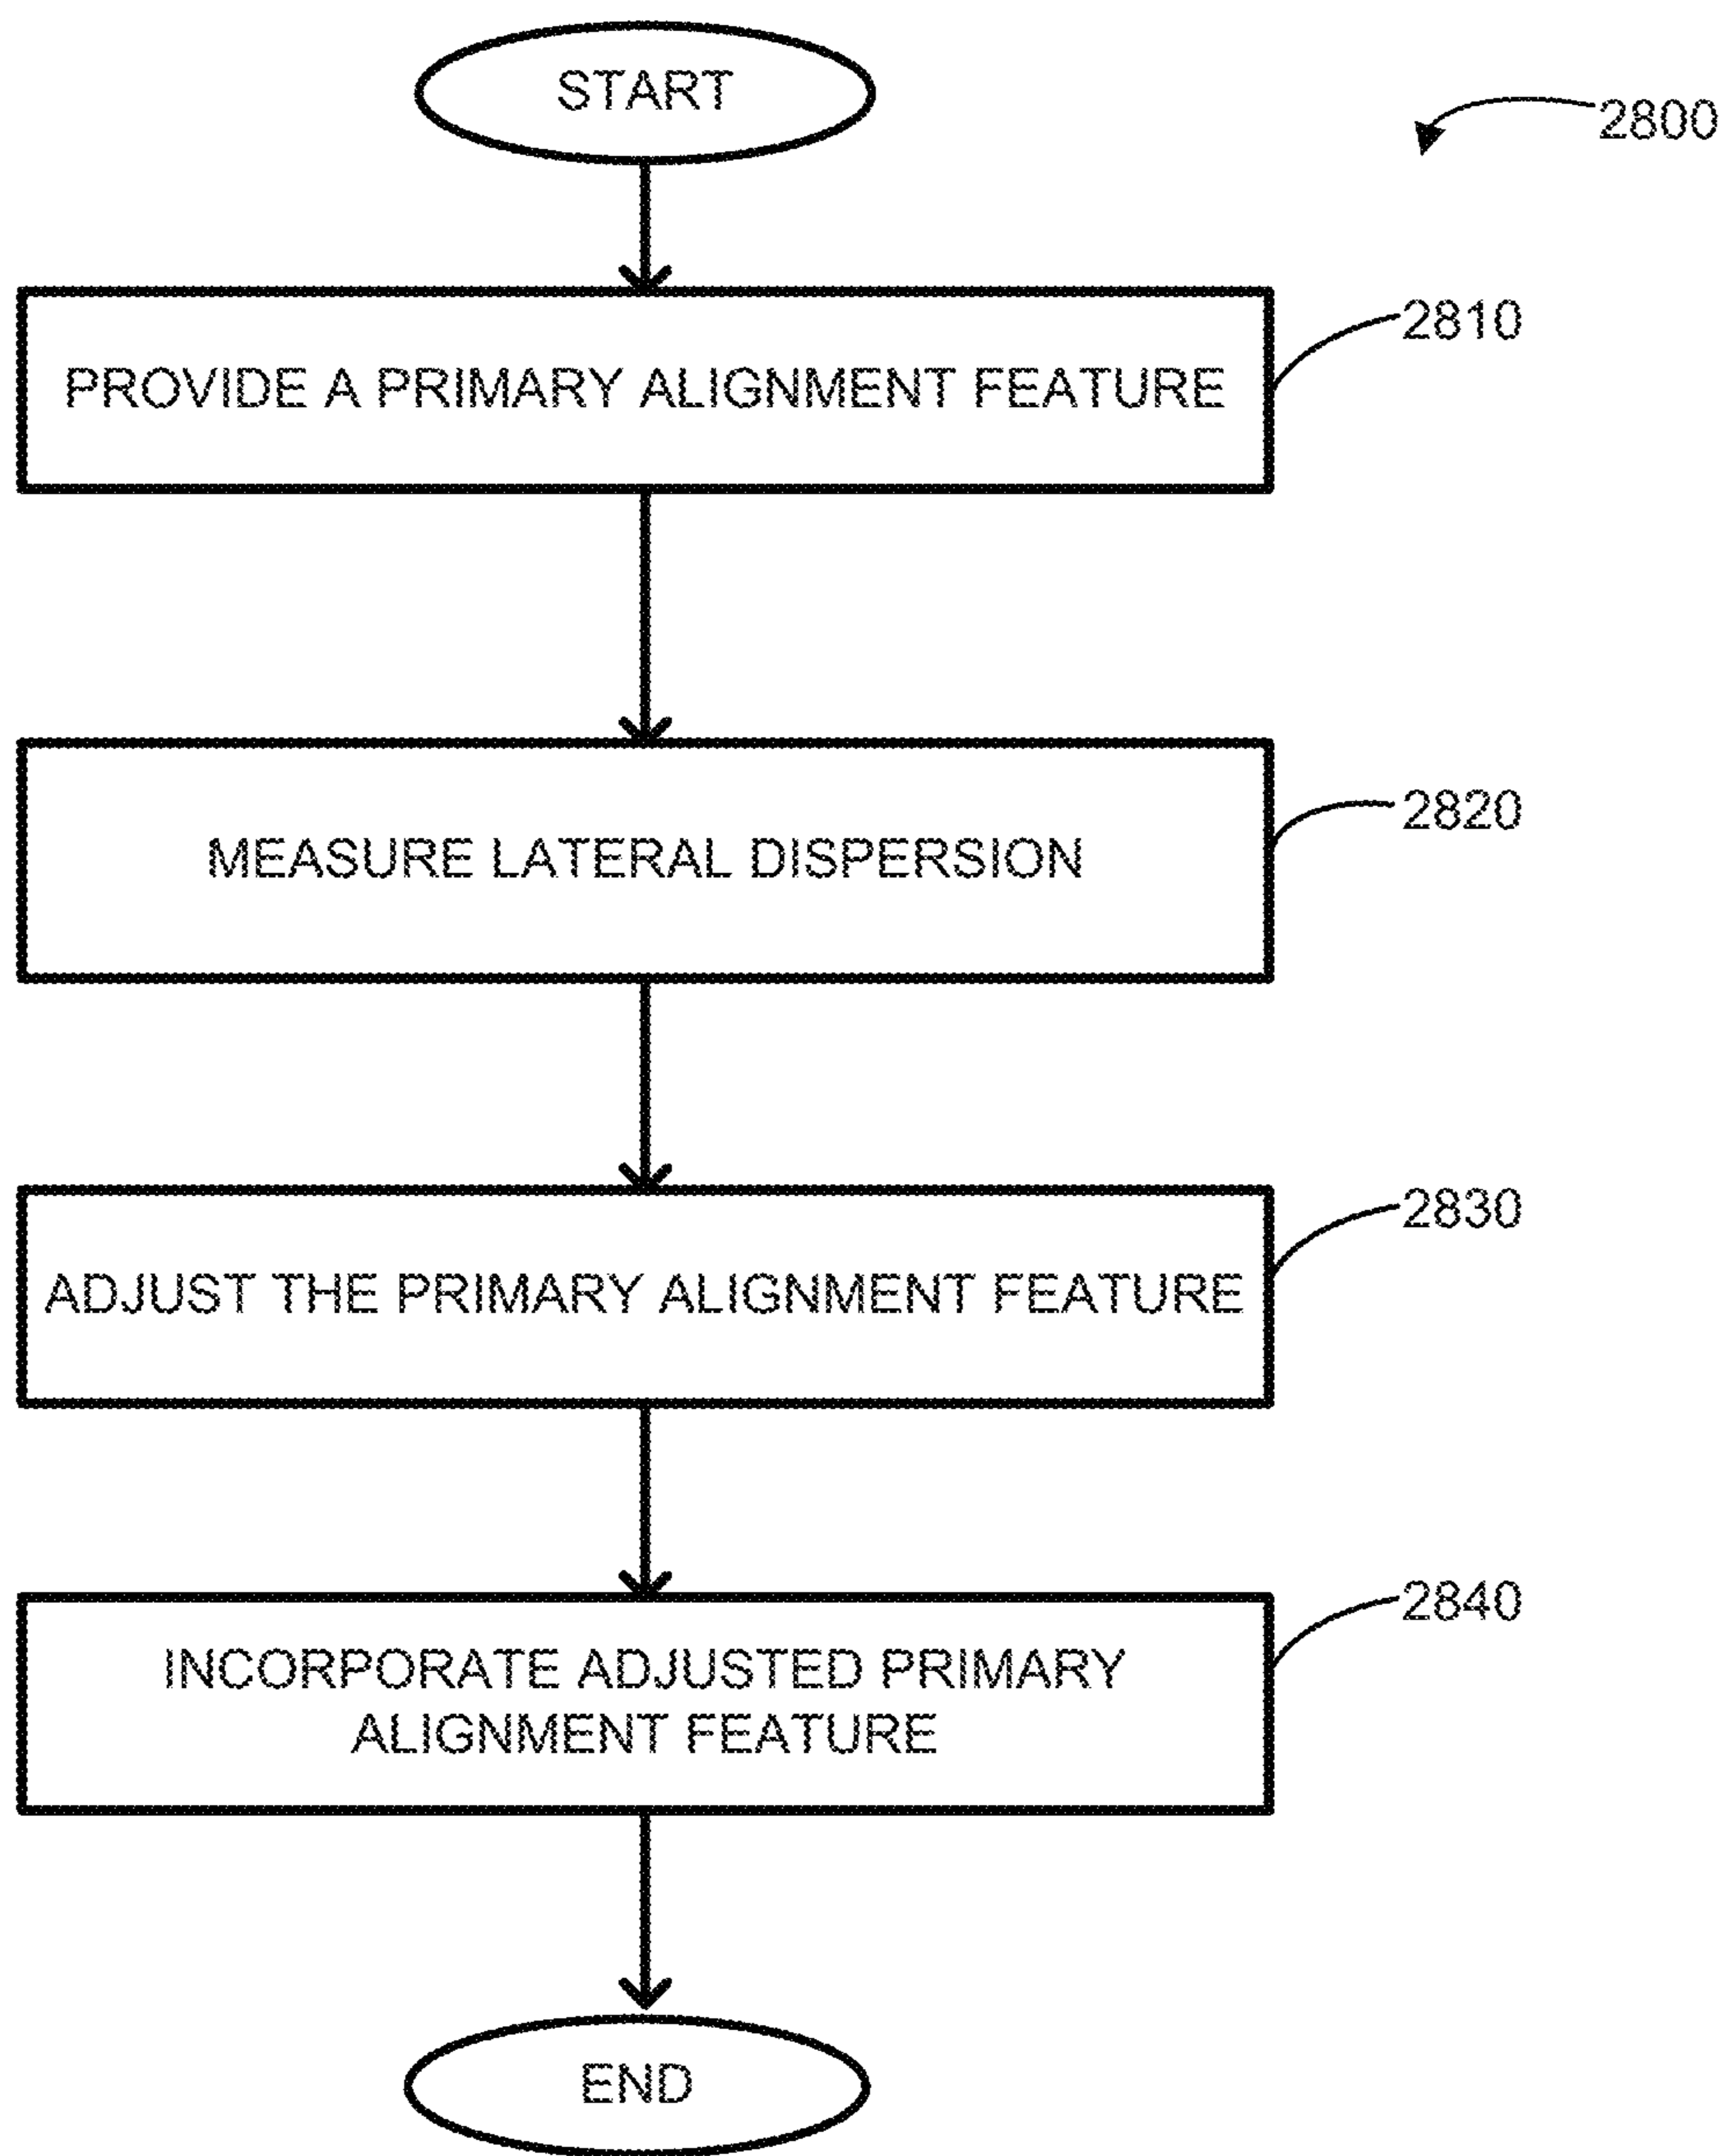 START
2800
2810
PROVIDE A PRIMARY ALIGNMENT FEATURE
2820
MEASURE LATERAL DISPERSION
2830
ADJUST THE PRIMARY ALIGNMENT FEATURE
2840
INCORPORATE ADJUSTED PRIMARY
ALIGNMENT FEATURE
END